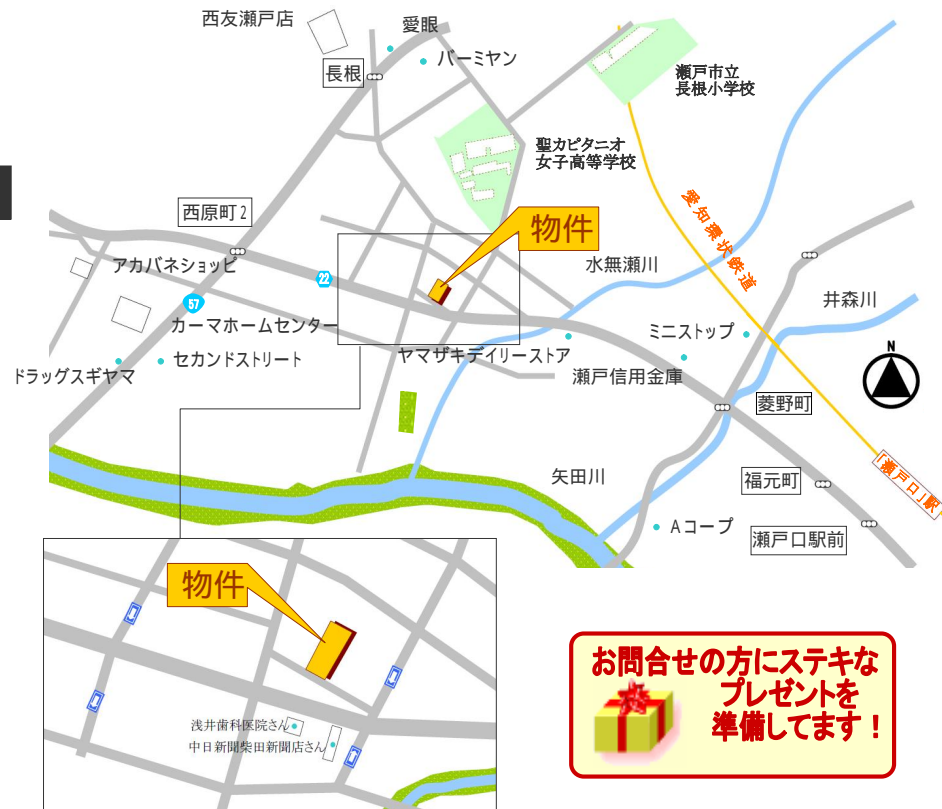 西友瀬戸店
愛眼
バーミヤン
長根
瀬戸市立
長根小学校
聖カピタニオ
女子高等学校
愛知環状鉄道
西原町2
物件
水無瀬川
アカバネショッピ
22
57
井森川
カーマホームセンター
ミニストップ
ヤマザキデイリーストア
セカンドストリート
ドラッグスギヤマ
瀬戸信用金庫
N
菱野町
矢田川
福元町
「瀬戸口」駅
Aコープ
瀬戸口駅前
物件
浅井歯科医院さん
中日新聞柴田新聞店さん
お問合せの方にステキな
プレゼントを
準備してます！